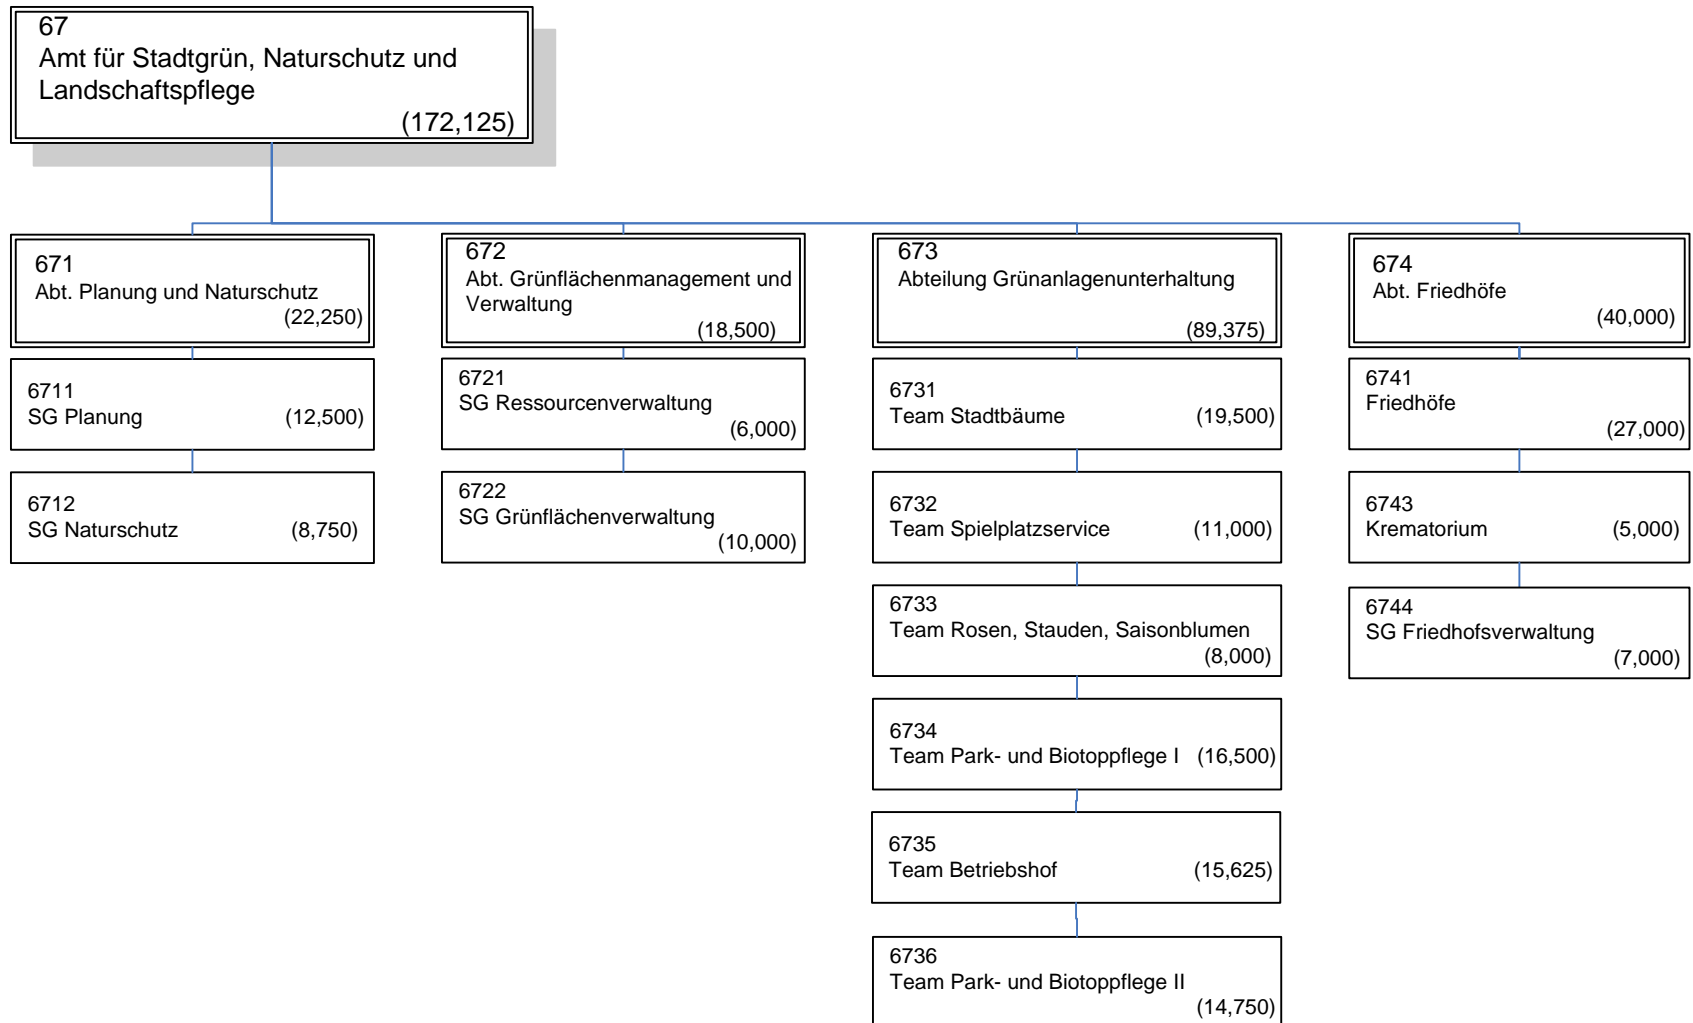 67
Amt für Stadtgrün, Naturschutz und
Landschaftspflege
(172,125)
671
Abt. Planung und Naturschutz
(22,250)
6711
SG Planung (12,500)
6712
SG Naturschutz (8,750)
672
Abt. Grünflächenmanagement und
Verwaltung
(18,500)
6721
SG Ressourcenverwaltung
(6,000)
6722
SG Grünflächenverwaltung
(10,000)
673
Abteilung Grünanlagenunterhaltung
(89,375)
6731
Team Stadtbäume (19,500)
6732
Team Spielplatzservice (11,000)
6733
Team Rosen, Stauden, Saisonblumen
(8,000)
6734
Team Park- und Biotoppflege I (16,500)
6735
Team Betriebshof (15,625)
6736
Team Park- und Biotoppflege II
(14,750)
674
Abt. Friedhöfe
(40,000)
6741
Friedhöfe
(27,000)
6743
Krematorium (5,000)
6744
SG Friedhofsverwaltung
(7,000)